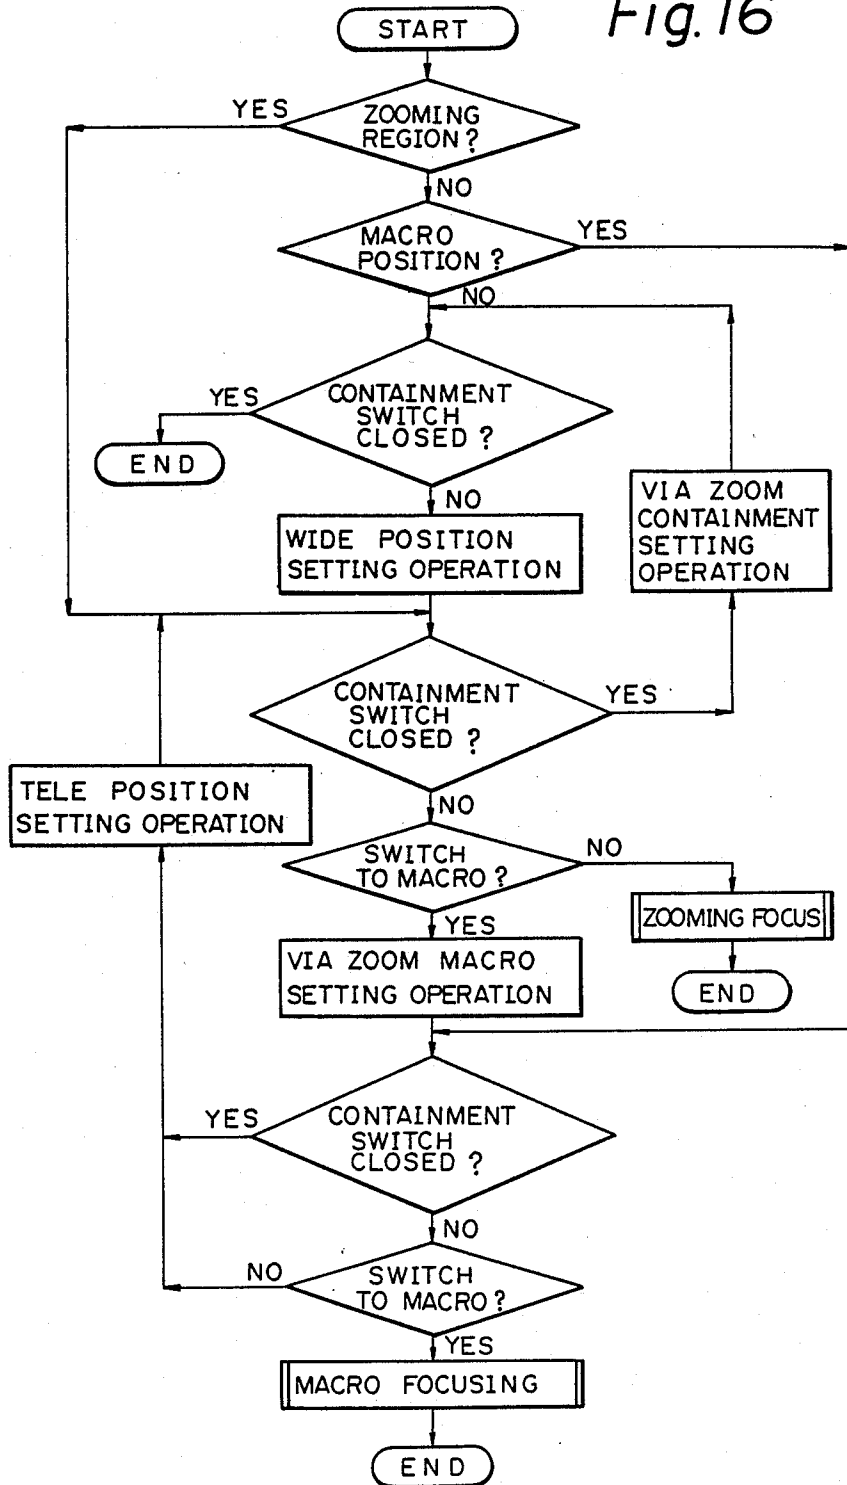 Fig. 16
START
YES
ZOOMING
REGION?
NO
MACRO
POSITION?
YES
NO
CONTAINMENT
SWITCH
CLOSED?
YES
END
NO
VIA ZOOM
CONTAINMENT
SETTING
OPERATION
WIDE POSITION
SETTING OPERATION
CONTAINMENT
SWITCH
CLOSED?
YES
TELE POSITION
SETTING OPERATION
NO
SWITCH
TO MACRO?
NO
ZOOMING FOCUS
END
YES
VIA ZOOM MACRO
SETTING OPERATION
CONTAINMENT
SWITCH
CLOSED?
YES
NO
SWITCH
TO MACRO?
NO
YES
MACRO FOCUSING
END